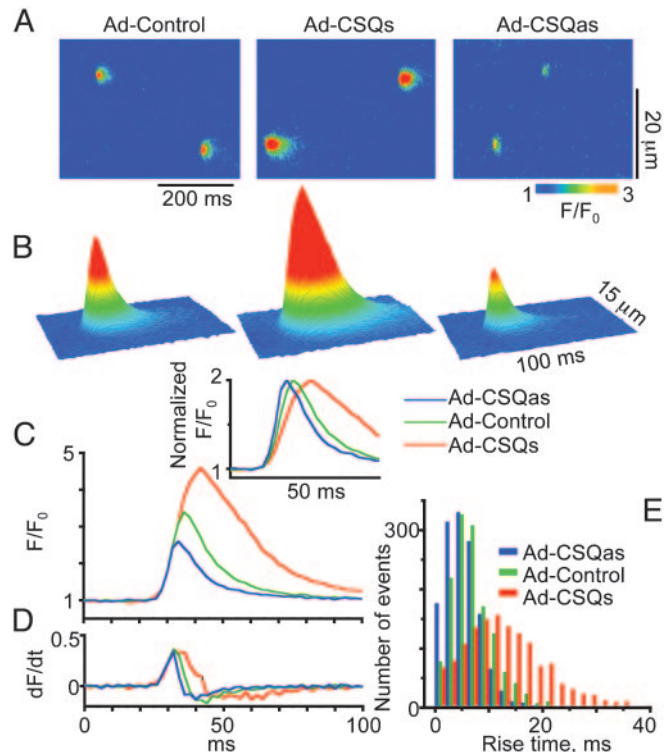 A
Ad-Control
Ad-CSQs
Ad-CSQas
200 ms
20 μm
1 3
F/F0
B
15 μm
100 ms
Normalized
F/F0
2
1
50 ms
Ad-CSQas
Ad-Control
Ad-CSQs
C
F/F0
5
1
D
dF/dt
0.5
0
0 50 100
ms
E
Number of events
300
Ad-CSQas
Ad-Control
Ad-CSQs
0 20 40
Rise time, ms